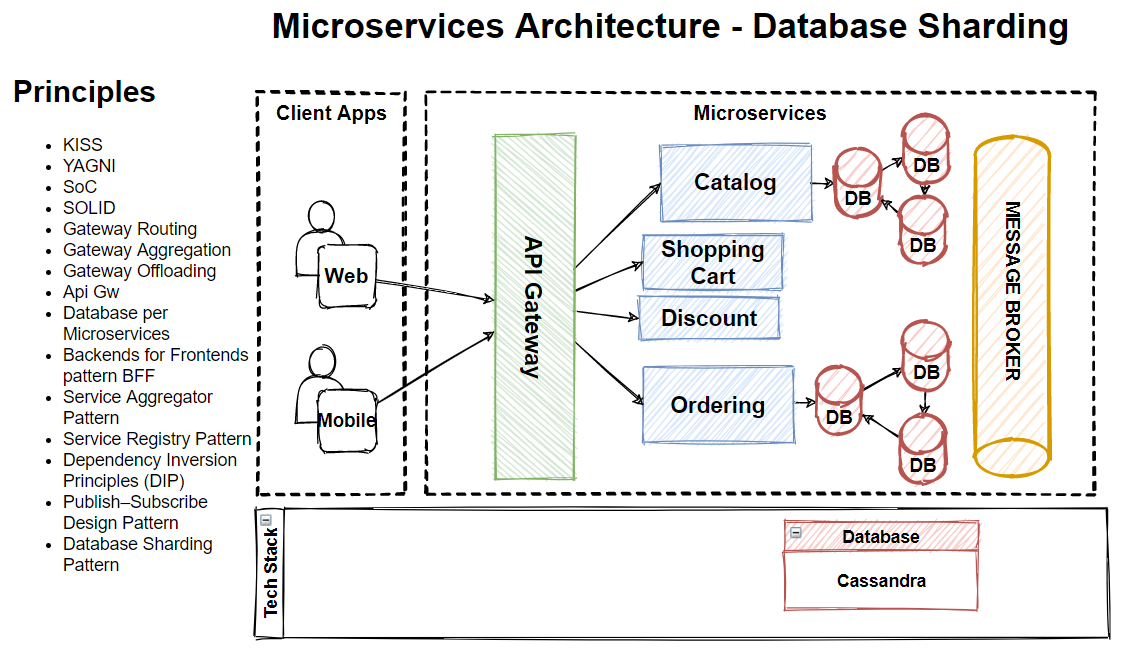 Microservices Architecture - Database Sharding
Principles
KISS
YAGNI
SoC
SOLID
Gateway Routing
Gateway Aggregation
Gateway Offloading
Api Gw
Database per
Microservices
Backends for Frontends
pattern BFF
Service Aggregator
Pattern
Service Registry Pattern
Dependency Inversion
Principles (DIP)
Publish–Subscribe
Design Pattern
Database Sharding
Pattern
Client Apps
Web
Mobile
Microservices
API Gateway
Catalog
DB
DB
DB
Shopping
Cart
Discount
Ordering
DB
DB
DB
MESSAGE BROKER
Tech Stack
Database
Cassandra